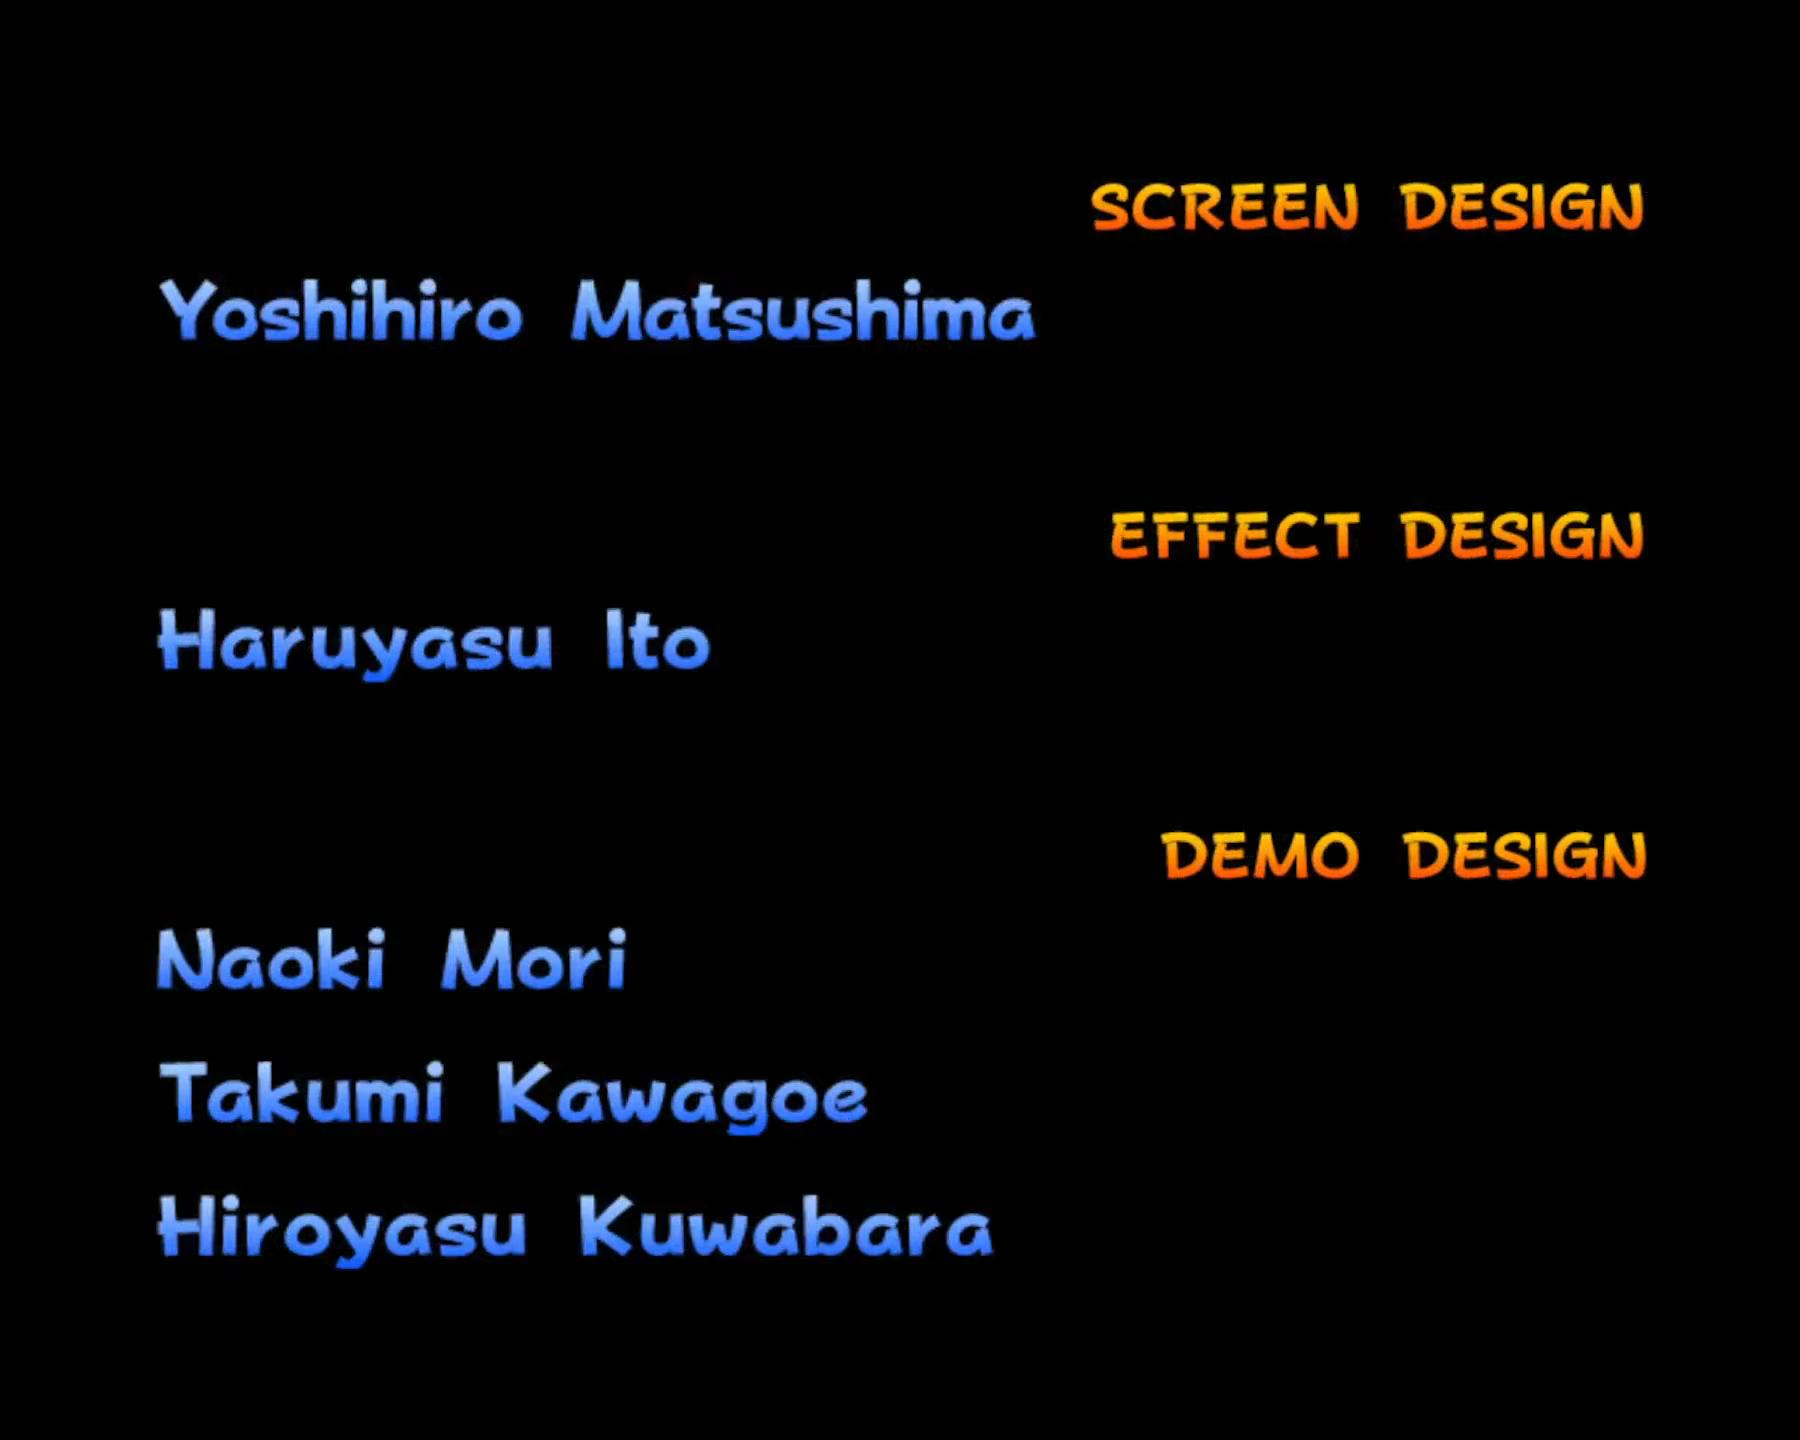 SCREEN DESIGN
Yoshihiro Matsushima
EFFECT DESIGN
Haruyasu Ito
DEMO DESIGN
Naoki Mori
Takumi Kawagoe
Hiroyasu Kuwabara